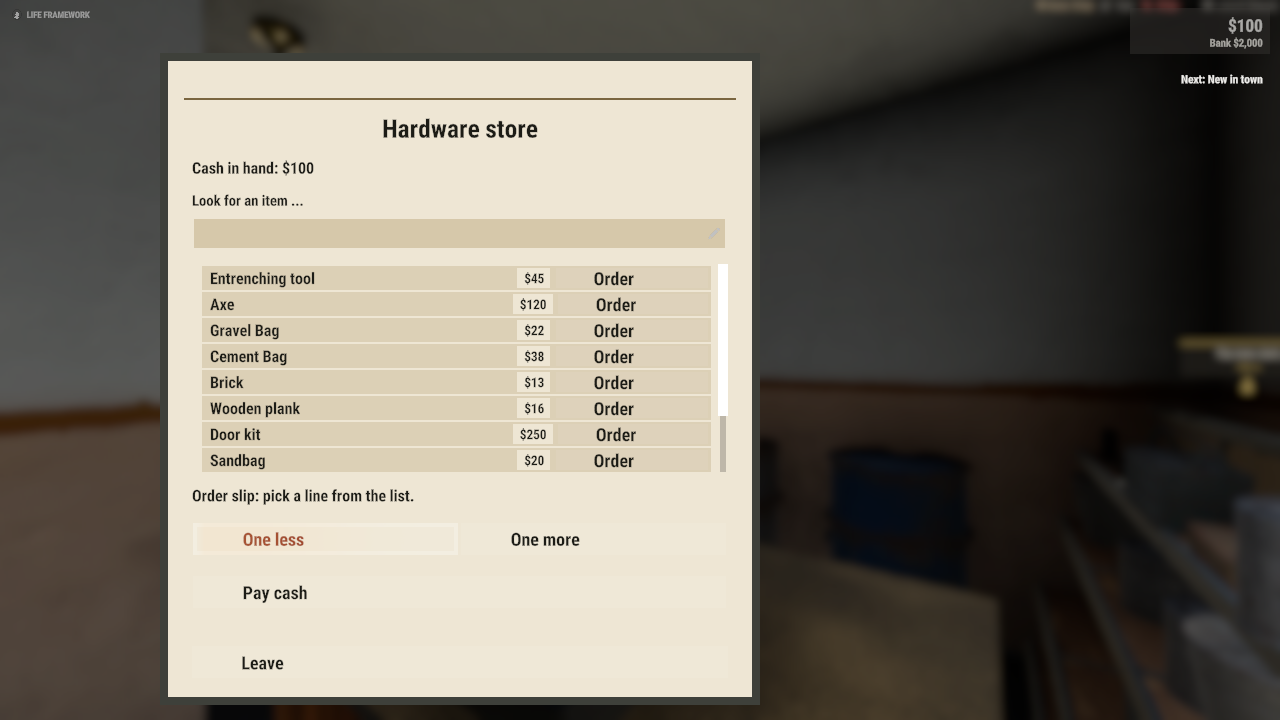 LIFE FRAMEWORK
$100
Bank $2,000
Next: New in town
Hardware store
Cash in hand: $100
Look for an item ...
Entrenching tool $45 Order
Axe $120 Order
Gravel Bag $22 Order
Cement Bag $38 Order
Brick $13 Order
Wooden plank $16 Order
Door kit $250 Order
Sandbag $20 Order
Order slip: pick a line from the list.
One less One more
Pay cash
Leave